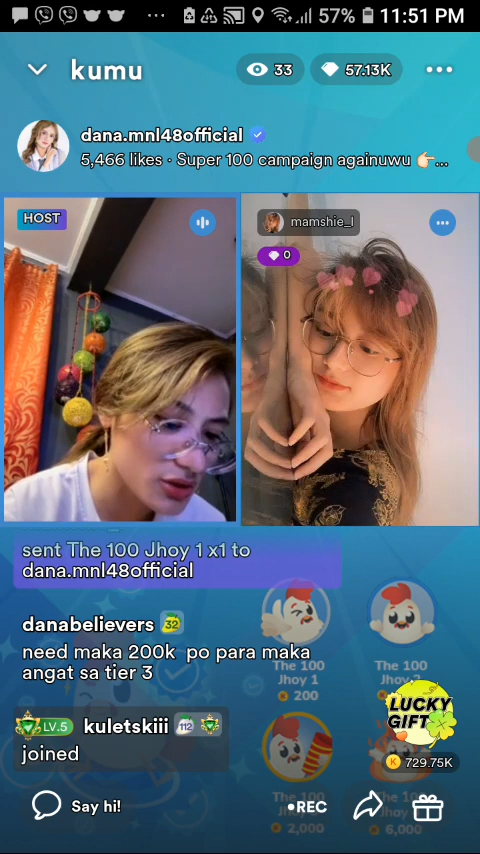 57% 11:51 PM
kumu
33
57.13K
dana.mnl48official
5,466 likes · Super 100 campaign againuwu 👉🏻...
HOST
mamshie_l
0
sent The 100 Jhoy 1 x1 to
dana.mnl48official
danabelievers 32
need maka 200k po para maka
angat sa tier 3
The 100
Jhoy 1
200
The 100
LUCKY
GIFT
LV.5 kuletskiii 112
joined
K 729.75K
Say hi!
•REC
The 100
2,000
6,000